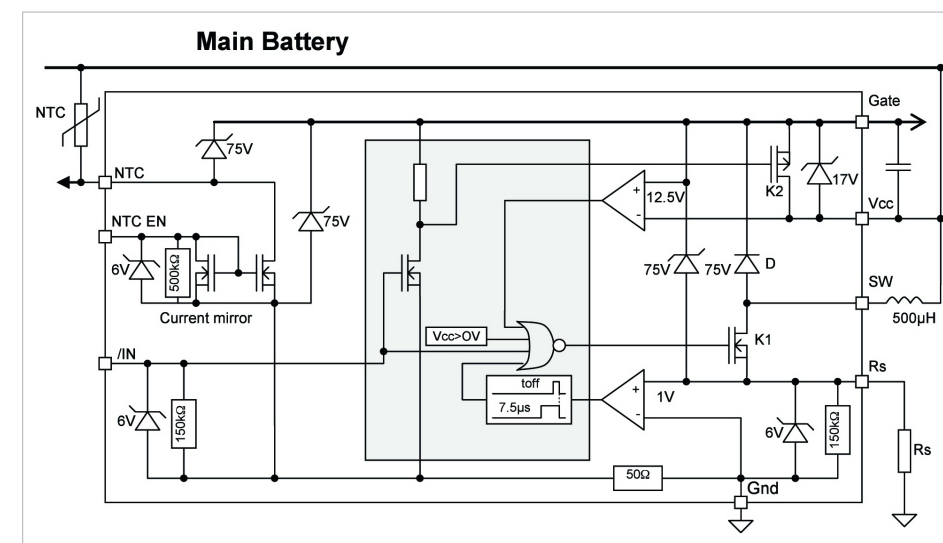 Main Battery
NTC
Gate
75V
NTC
12.5V
K2
17V
+
-
Vcc
NTC EN
75V
6V
500kΩ
75V
75V
D
SW
Current mirror
500µH
Vcc>OV
K1
/IN
Rs
toff
7.5µs
+
1V
-
6V
150kΩ
6V
150kΩ
Rs
50Ω
Gnd